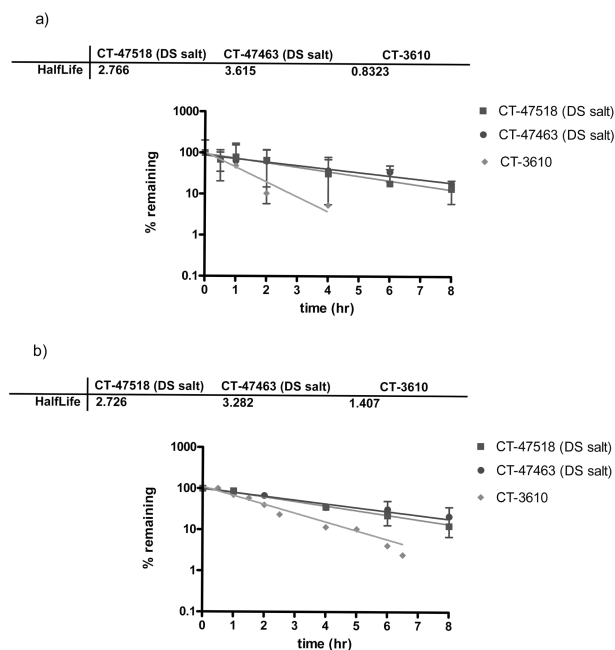 a)
CT-47518 (DS salt) CT-47463 (DS salt) CT-3610
HalfLife 2.766 3.615 0.8323
1000
100
10
1
0.1
% remaining
0 1 2 3 4 5 6 7 8
time (hr)
CT-47518 (DS salt)
CT-47463 (DS salt)
CT-3610
b)
CT-47518 (DS salt) CT-47463 (DS salt) CT-3610
HalfLife 2.726 3.282 1.407
1000
100
10
1
0.1
% remaining
0 1 2 3 4 5 6 7 8
time (hr)
CT-47518 (DS salt)
CT-47463 (DS salt)
CT-3610